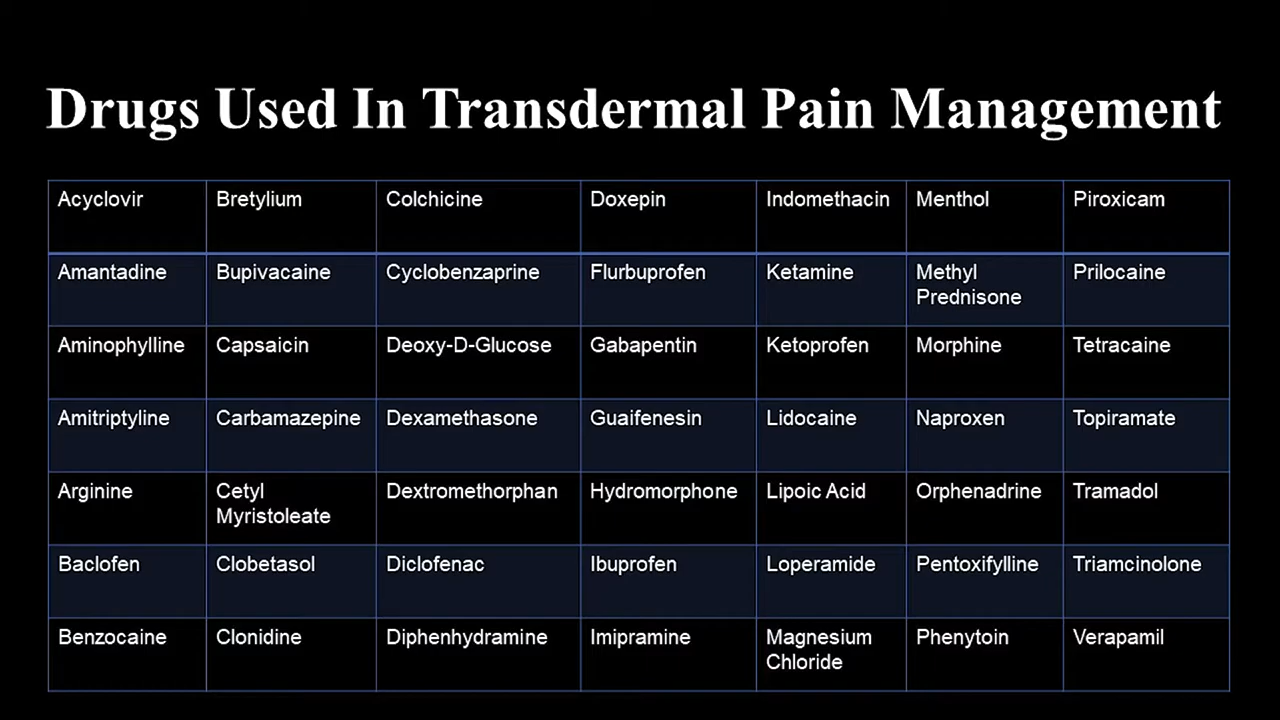 Drugs Used In Transdermal Pain Management
Acyclovir Bretylium Colchicine Doxepin Indomethacin Menthol Piroxicam
Amantadine Bupivacaine Cyclobenzaprine Flurbuprofen Ketamine Methyl Prednisone Prilocaine
Aminophylline Capsaicin Deoxy-D-Glucose Gabapentin Ketoprofen Morphine Tetracaine
Amitriptyline Carbamazepine Dexamethasone Guaifenesin Lidocaine Naproxen Topiramate
Arginine Cetyl Myristoleate Dextromethorphan Hydromorphone Lipoic Acid Orphenadrine Tramadol
Baclofen Clobetasol Diclofenac Ibuprofen Loperamide Pentoxifylline Triamcinolone
Benzocaine Clonidine Diphenhydramine Imipramine Magnesium Chloride Phenytoin Verapamil